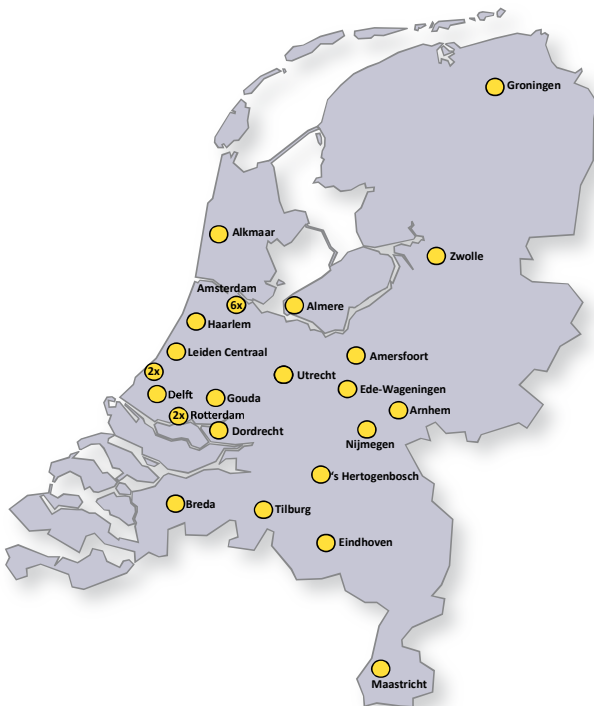 Groningen
Alkmaar
Zwolle
Amsterdam
6x
Almere
Haarlem
Leiden Centraal
Amersfoort
2x
Utrecht
Ede-Wageningen
Delft
Gouda
Arnhem
2x Rotterdam
Dordrecht
Nijmegen
's Hertogenbosch
Breda
Tilburg
Eindhoven
Maastricht